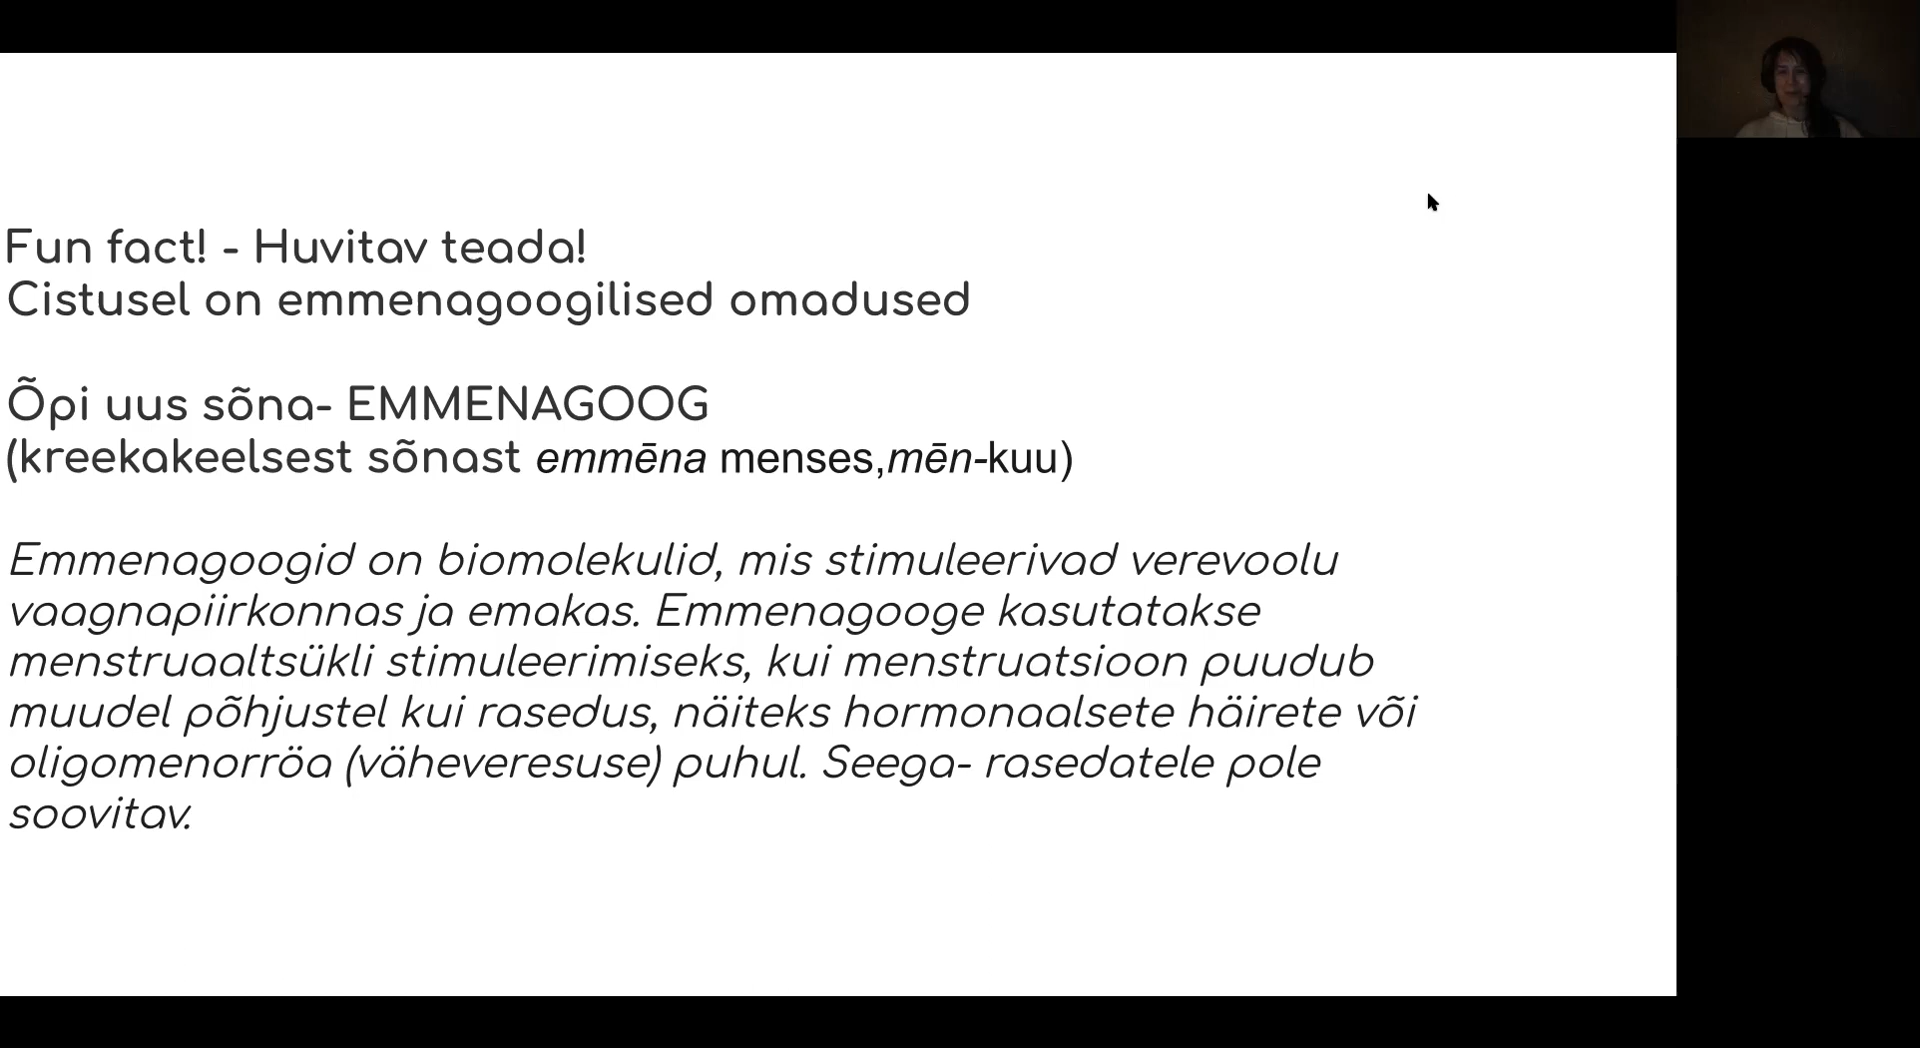 Fun fact! - Huvitav teada!
Cistusel on emmenagoogilised omadused
Õpi uus sõna- EMMENAGOOG
(kreekakeelsest sõnast emmēna menses,mēn-kuu)
Emmenagoogid on biomolekulid, mis stimuleerivad verevoolu
vaagnapiirkonnas ja emakas. Emmenagooge kasutatakse
menstruaaltsükli stimuleerimiseks, kui menstruatsioon puudub
muudel põhjustel kui rasedus, näiteks hormonaalsete häirete või
oligomenorröa (väheveresuse) puhul. Seega- rasedatele pole
soovitav.